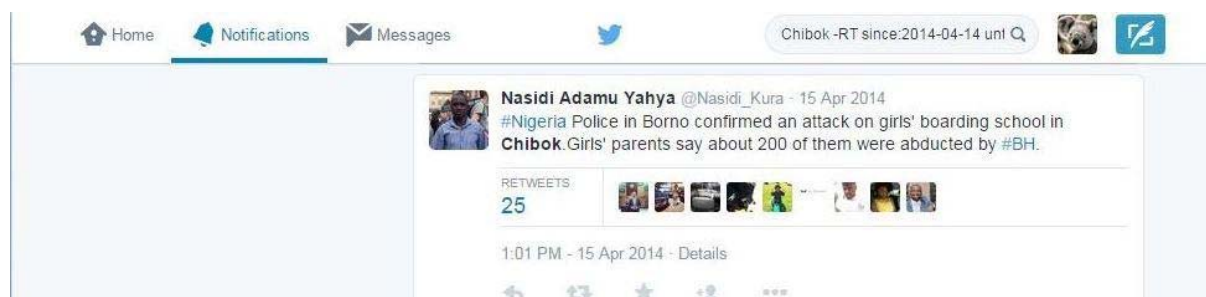 Home Notifications Messages Chibok -RT since:2014-04-14 unt
Nasidi Adamu Yahya @Nasidi_Kura · 15 Apr 2014
#Nigeria Police in Borno confirmed an attack on girls' boarding school in
Chibok.Girls' parents say about 200 of them were abducted by #BH.
RETWEETS
25
1:01 PM - 15 Apr 2014 · Details